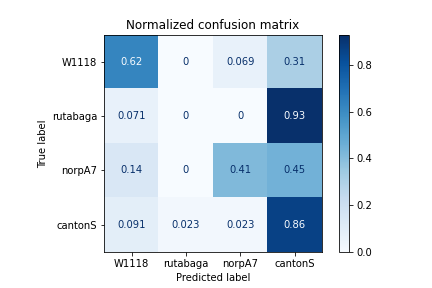 Normalized confusion matrix
W1118 0.62 0 0.069 0.31
rutabaga 0.071 0 0 0.93
norpA7 0.14 0 0.41 0.45
cantonS 0.091 0.023 0.023 0.86
W1118 rutabaga norpA7 cantonS
Predicted label
True label
0.8
0.6
0.4
0.2
0.0